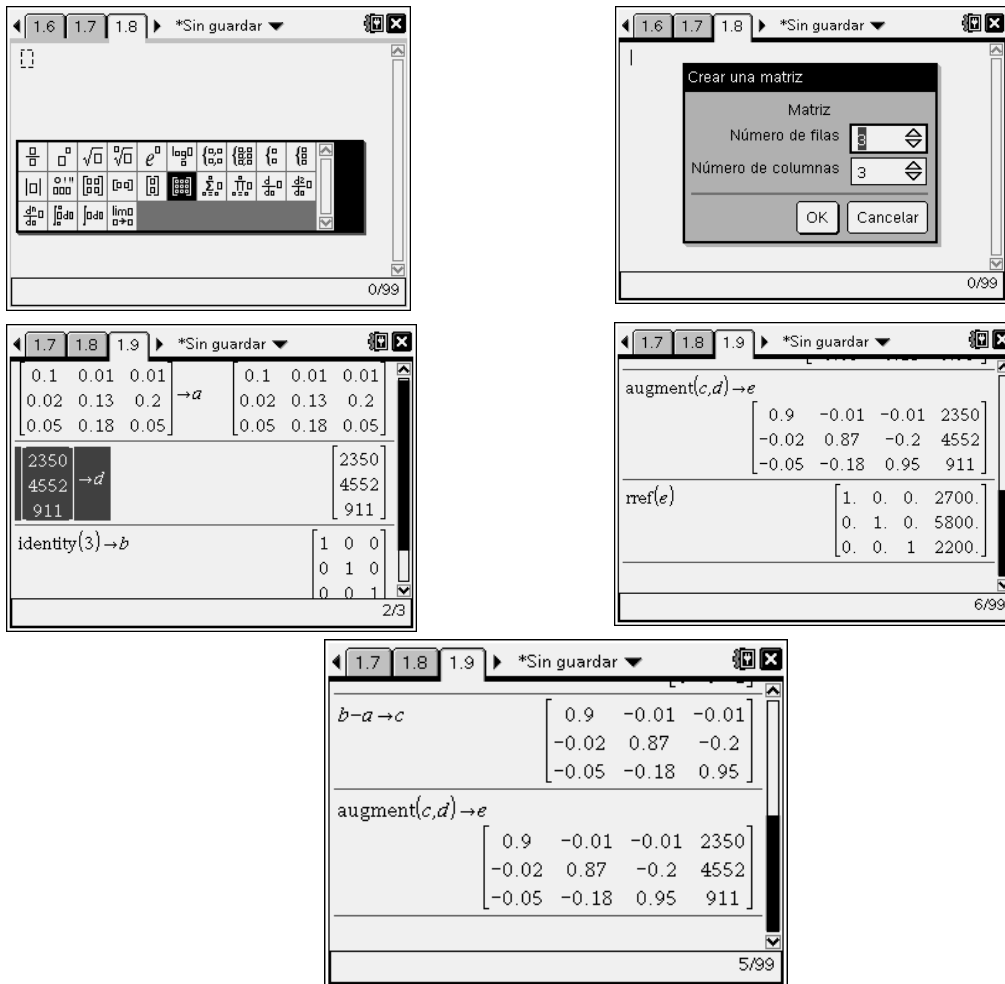 1.6 1.7 1.8 *Sin guardar
0/99
1.6 1.7 1.8 *Sin guardar
Crear una matriz
Matriz
Número de filas 3
Número de columnas 3
OK Cancelar
0/99
1.7 1.8 1.9 *Sin guardar
[0.1 0.01 0.01] [0.1 0.01 0.01]
[0.02 0.13 0.2] →a [0.02 0.13 0.2]
[0.05 0.18 0.05] [0.05 0.18 0.05]
[2350] [2350]
[4552] →d [4552]
[911] [911]
identity(3)→b [1 0 0]
[0 1 0]
[0 0 1]
2/3
1.7 1.8 1.9 *Sin guardar
augment(c,d)→e
[0.9 -0.01 -0.01 2350]
[-0.02 0.87 -0.2 4552]
[-0.05 -0.18 0.95 911]
rref(e) [1. 0. 0. 2700.]
[0. 1. 0. 5800.]
[0. 0. 1 2200.]
6/99
1.7 1.8 1.9 *Sin guardar
b-a→c [0.9 -0.01 -0.01]
[-0.02 0.87 -0.2]
[-0.05 -0.18 0.95]
augment(c,d)→e
[0.9 -0.01 -0.01 2350]
[-0.02 0.87 -0.2 4552]
[-0.05 -0.18 0.95 911]
5/99